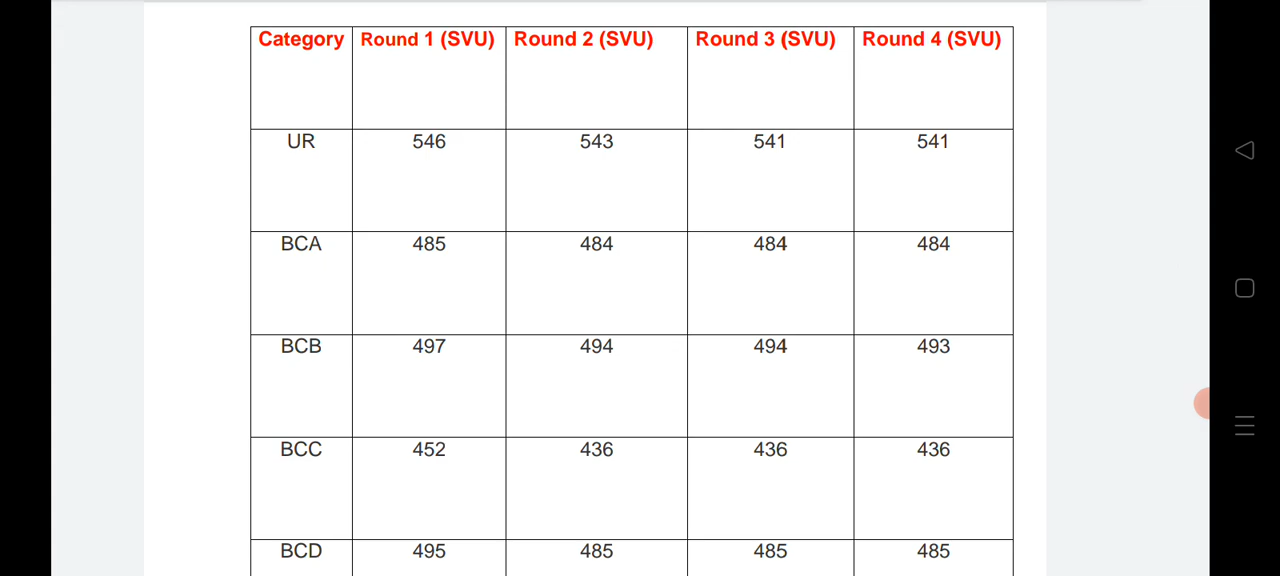 Category Round 1 (SVU) Round 2 (SVU) Round 3 (SVU) Round 4 (SVU)
UR 546 543 541 541
BCA 485 484 484 484
BCB 497 494 494 493
BCC 452 436 436 436
BCD 495 485 485 485